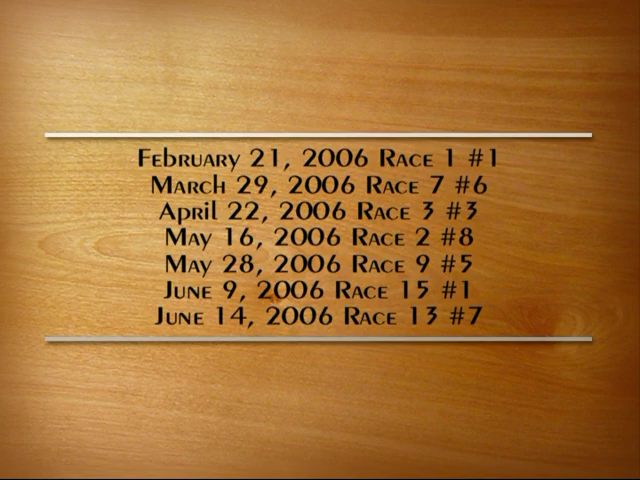 February 21, 2006 Race 1 #1
March 29, 2006 Race 7 #6
April 22, 2006 Race 3 #3
May 16, 2006 Race 2 #8
May 28, 2006 Race 9 #5
June 9, 2006 Race 15 #1
June 14, 2006 Race 13 #7